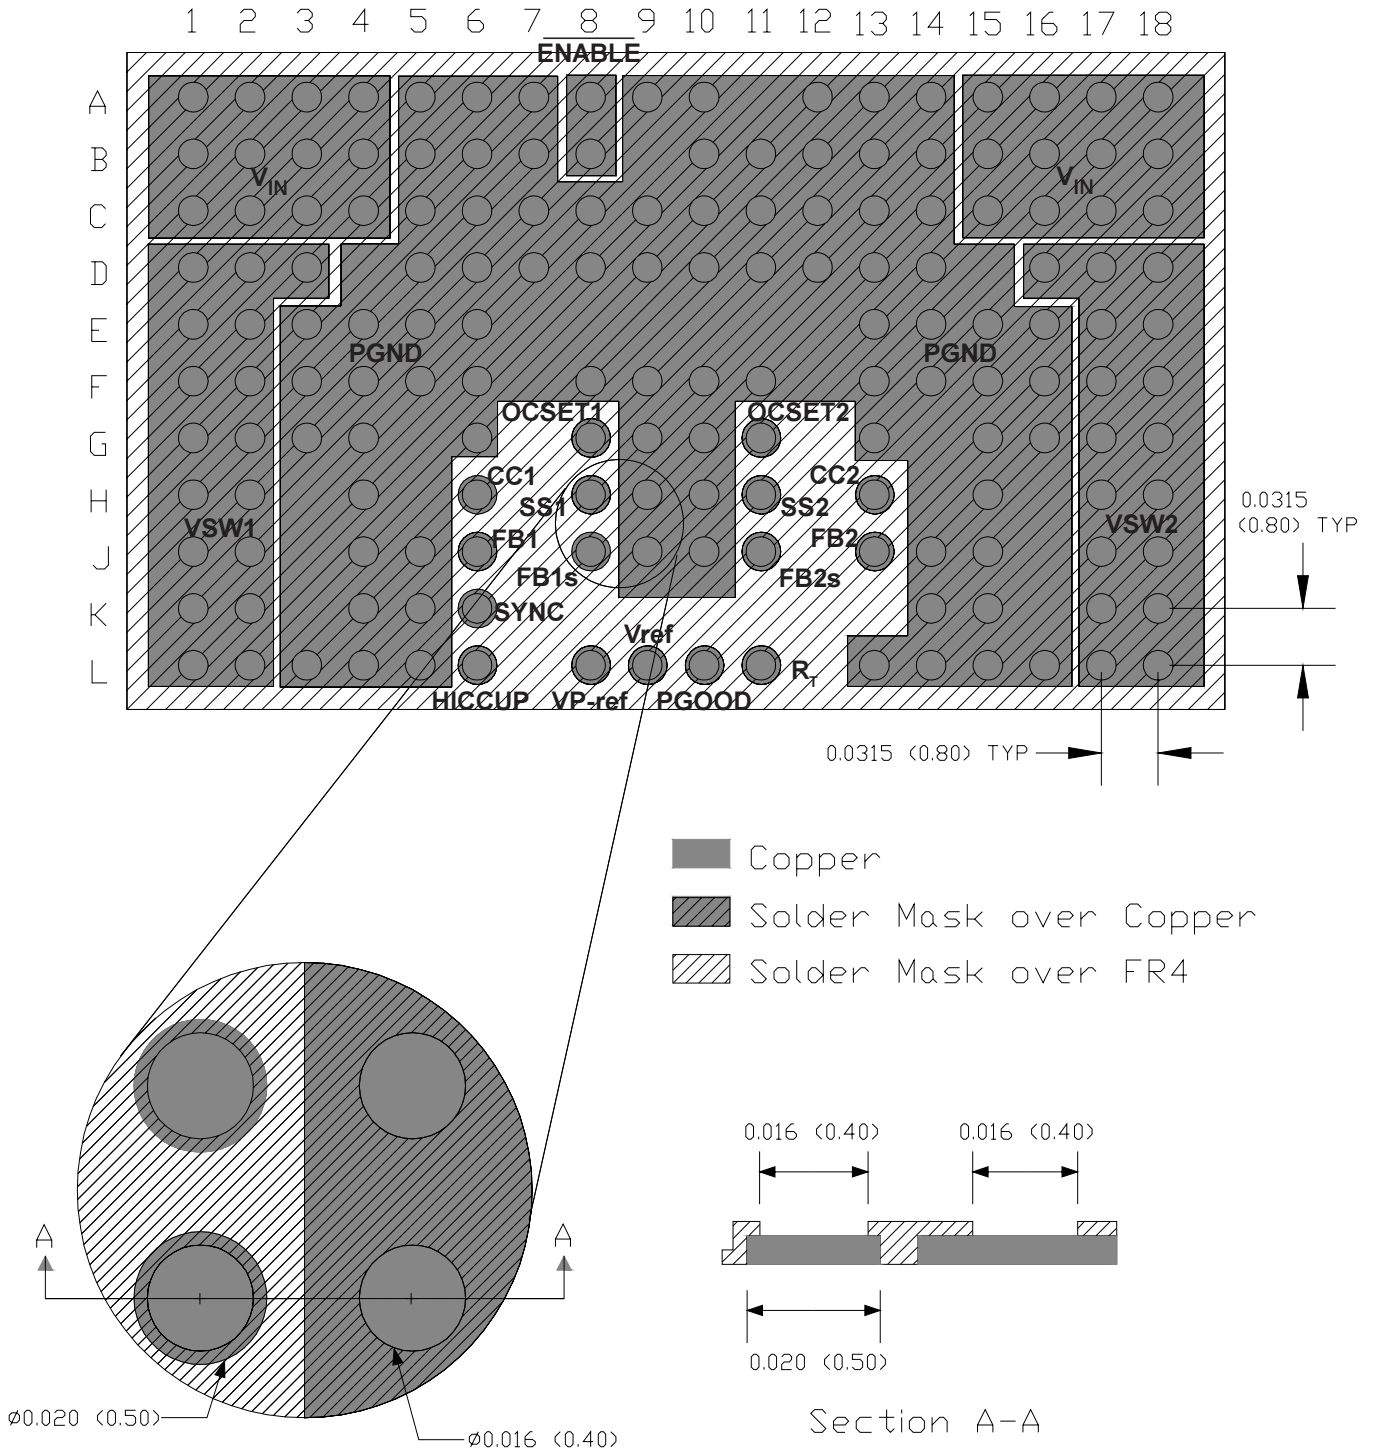 1 2 3 4 5 6 7 8 9 10 11 12 13 14 15 16 17 18
ENABLE
A
B
VIN VIN
C
D
E
PGND PGND
F
OCSET1 OCSET2
G
CC1 CC2
H
SS1 SS2
0.0315
(0.80) TYP
VSW1 VSW2
FB1 FB2
J
FB1s FB2s
K
SYNC
Vref
L
RT
HICCUP VP-ref PGOOD
0.0315 (0.80) TYP
Copper
Solder Mask over Copper
Solder Mask over FR4
0.016 (0.40) 0.016 (0.40)
A A
0.020 (0.50)
Ø0.020 (0.50)
Ø0.016 (0.40)
Section A-A